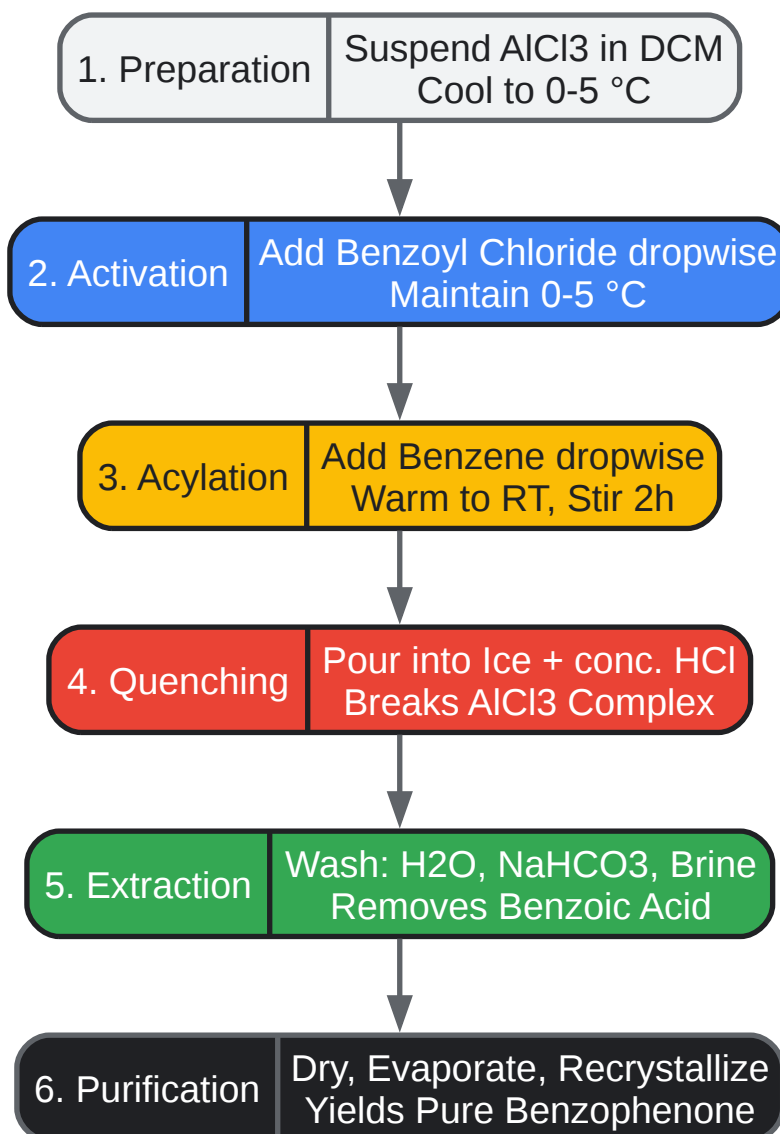 1. Preparation
Suspend AlCl3 in DCM
Cool to 0-5 °C
2. Activation
Add Benzoyl Chloride dropwise
Maintain 0-5 °C
3. Acylation
Add Benzene dropwise
Warm to RT, Stir 2h
4. Quenching
Pour into Ice + conc. HCl
Breaks AlCl3 Complex
5. Extraction
Wash: H2O, NaHCO3, Brine
Removes Benzoic Acid
6. Purification
Dry, Evaporate, Recrystallize
Yields Pure Benzophenone